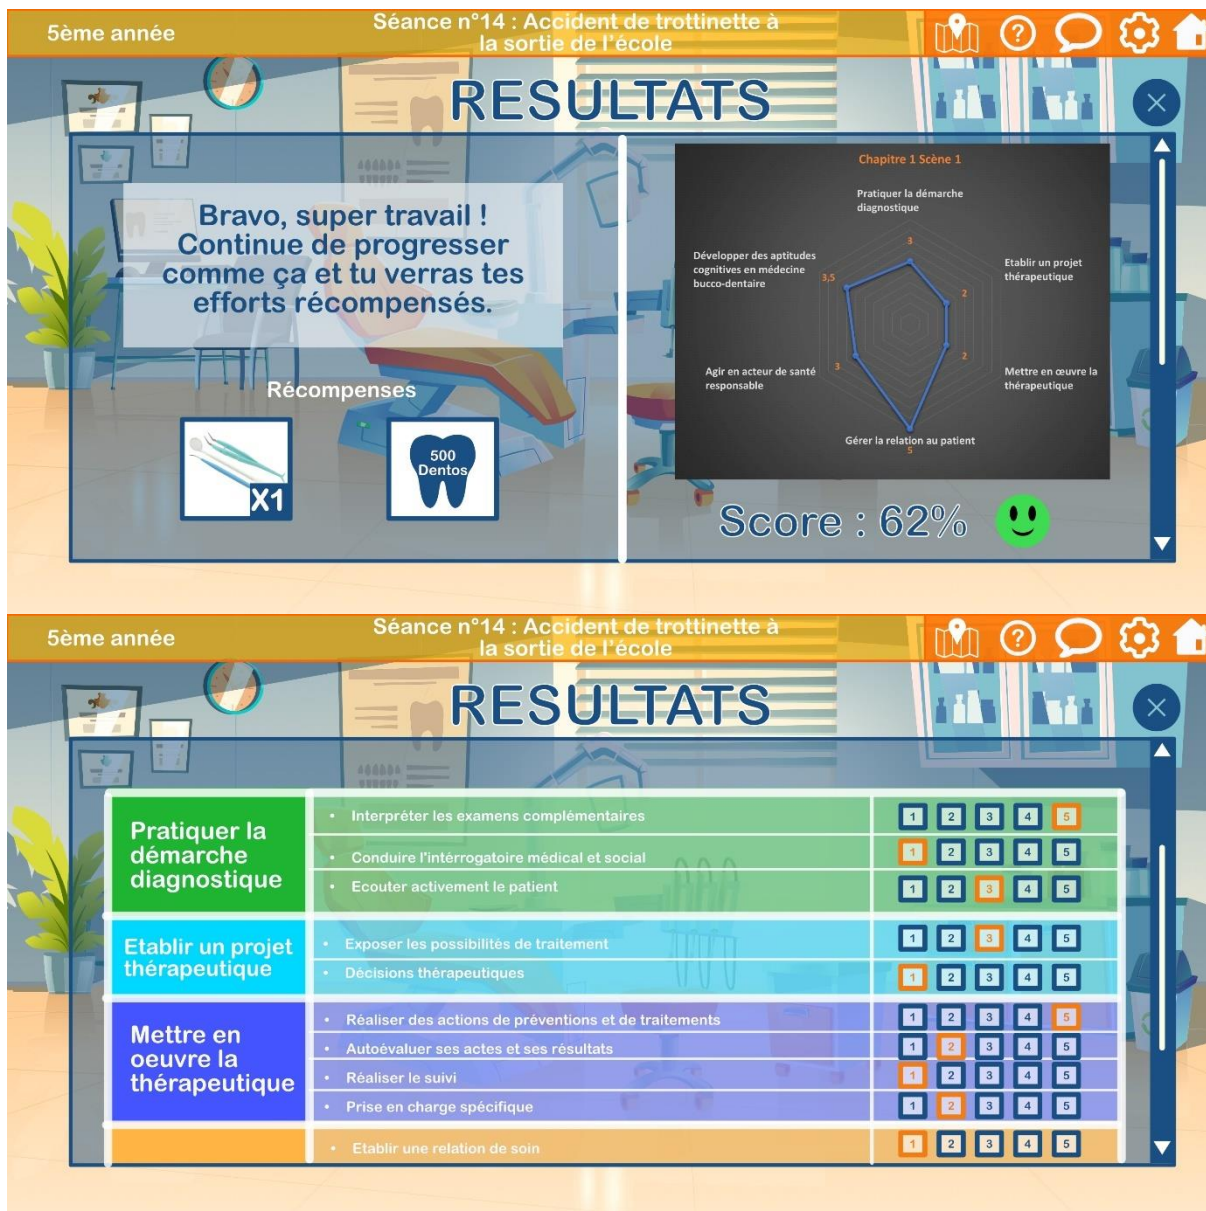 5ème année
Séance n°14 : Accident de trottinette à
la sortie de l'école
?
RESULTATS
Bravo, super travail !
Continue de progresser
comme ça et tu verras tes
efforts récompensés.
Récompenses
X1
500
Dentos
Chapitre 1 Scène 1
Pratiquer la démarche
diagnostique
3
Etablir un projet
thérapeutique
2
2
Mettre en œuvre la
thérapeutique
Gérer la relation au patient
5
Agir en acteur de santé
responsable
3
Développer des aptitudes
cognitives en médecine
bucco-dentaire
3,5
Score : 62%
5ème année
Séance n°14 : Accident de trottinette à
la sortie de l'école
?
RESULTATS
Pratiquer la
démarche
diagnostique
• Interpréter les examens complémentaires
1 2 3 4 5
• Conduire l'intérrogatoire médical et social
1 2 3 4 5
• Ecouter activement le patient
1 2 3 4 5
Etablir un projet
thérapeutique
• Exposer les possibilités de traitement
1 2 3 4 5
• Décisions thérapeutiques
1 2 3 4 5
Mettre en
oeuvre la
thérapeutique
• Réaliser des actions de préventions et de traitements
1 2 3 4 5
• Autoévaluer ses actes et ses résultats
1 2 3 4 5
• Réaliser le suivi
1 2 3 4 5
• Prise en charge spécifique
1 2 3 4 5
• Etablir une relation de soin
1 2 3 4 5